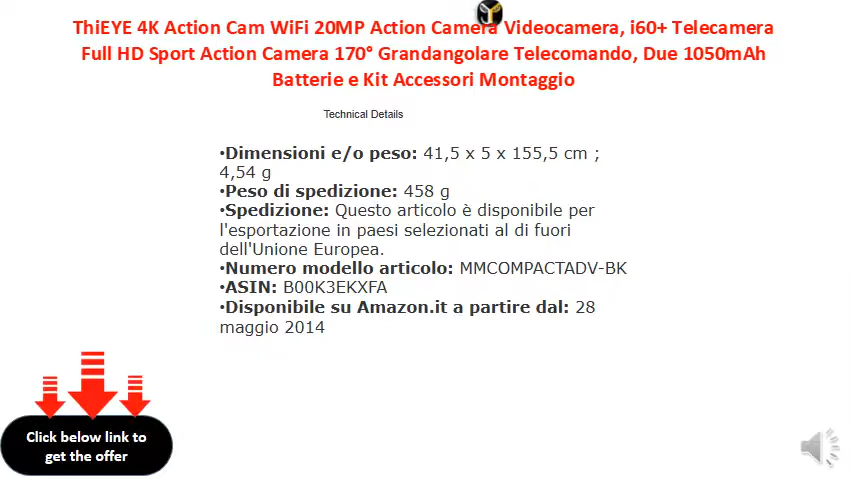 ThiEYE 4K Action Cam WiFi 20MP Action Camera Videocamera, i60+ Telecamera
Full HD Sport Action Camera 170° Grandangolare Telecomando, Due 1050mAh
Batterie e Kit Accessori Montaggio
Technical Details
•Dimensioni e/o peso: 41,5 x 5 x 155,5 cm ;
4,54 g
•Peso di spedizione: 458 g
•Spedizione: Questo articolo è disponibile per
l'esportazione in paesi selezionati al di fuori
dell'Unione Europea.
•Numero modello articolo: MMCOMPACTADV-BK
•ASIN: B00K3EKXFA
•Disponibile su Amazon.it a partire dal: 28
maggio 2014
Click below link to
get the offer